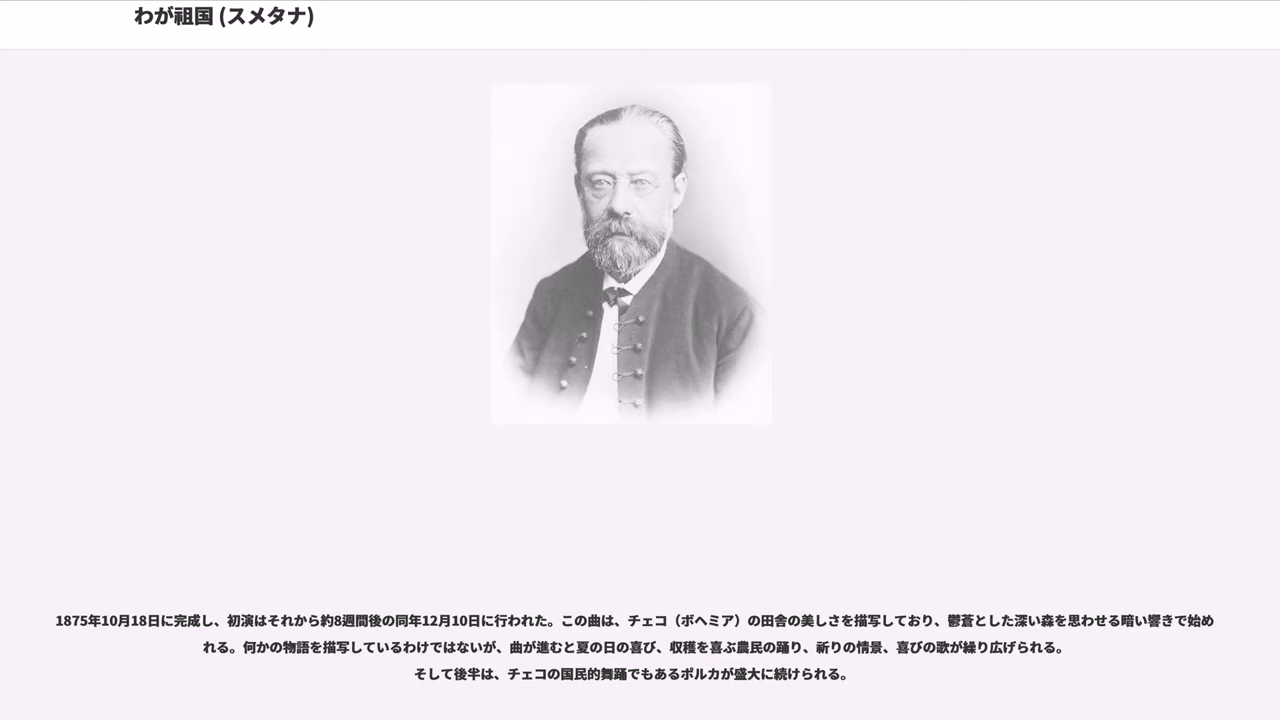 わが祖国 (スメタナ)
1875年10月18日に完成し、初演はそれから約8週間後の同年12月10日に行われた。この曲は、チェコ（ボヘミア）の田舎の美しさを描写しており、鬱蒼とした深い森を思わせる暗い響きで始め
れる。何かの物語を描写しているわけではないが、曲が進むと夏の日の喜び、収穫を喜ぶ農民の踊り、祈りの情景、喜びの歌が繰り広げられる。
そして後半は、チェコの国民的舞踊でもあるポルカが盛大に続けられる。